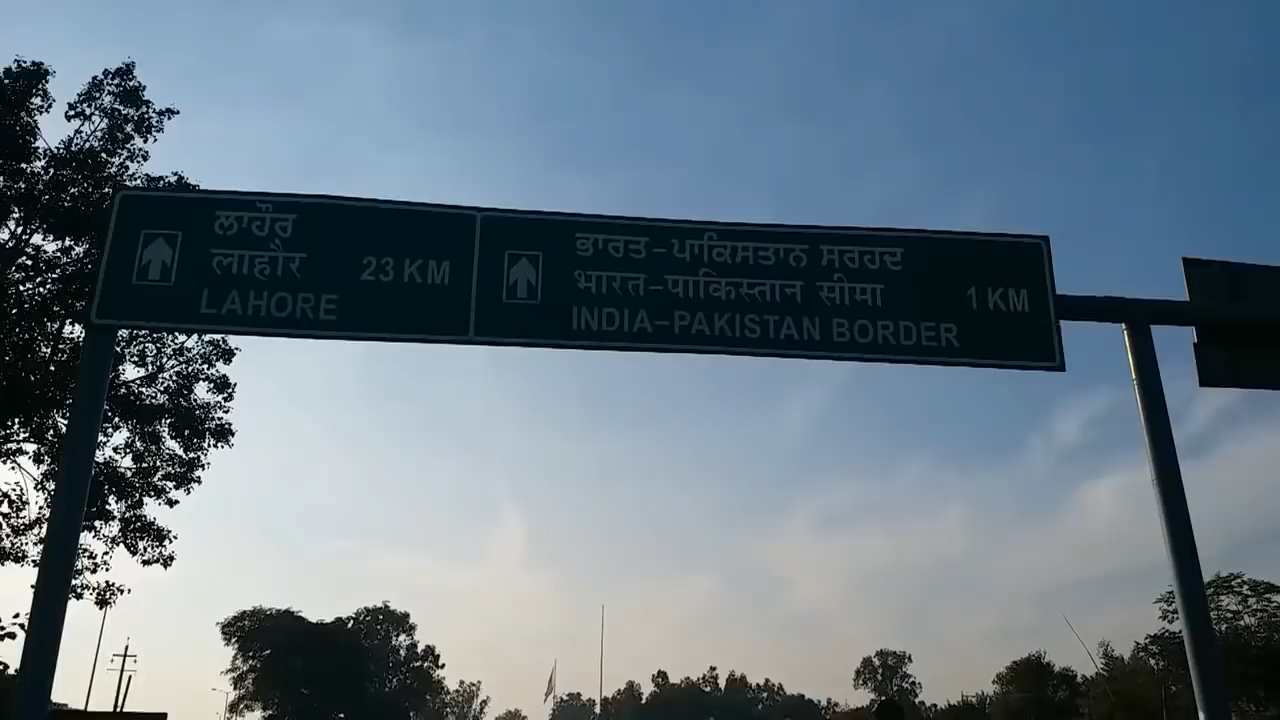 ਲਾਹੌਰ
लाहौर
LAHORE
23 KM
ਭਾਰਤ-ਪਾਕਿਸਤਾਨ ਸਰਹਦ
भारत-पाकिस्तान सीमा
INDIA-PAKISTAN BORDER
1 KM